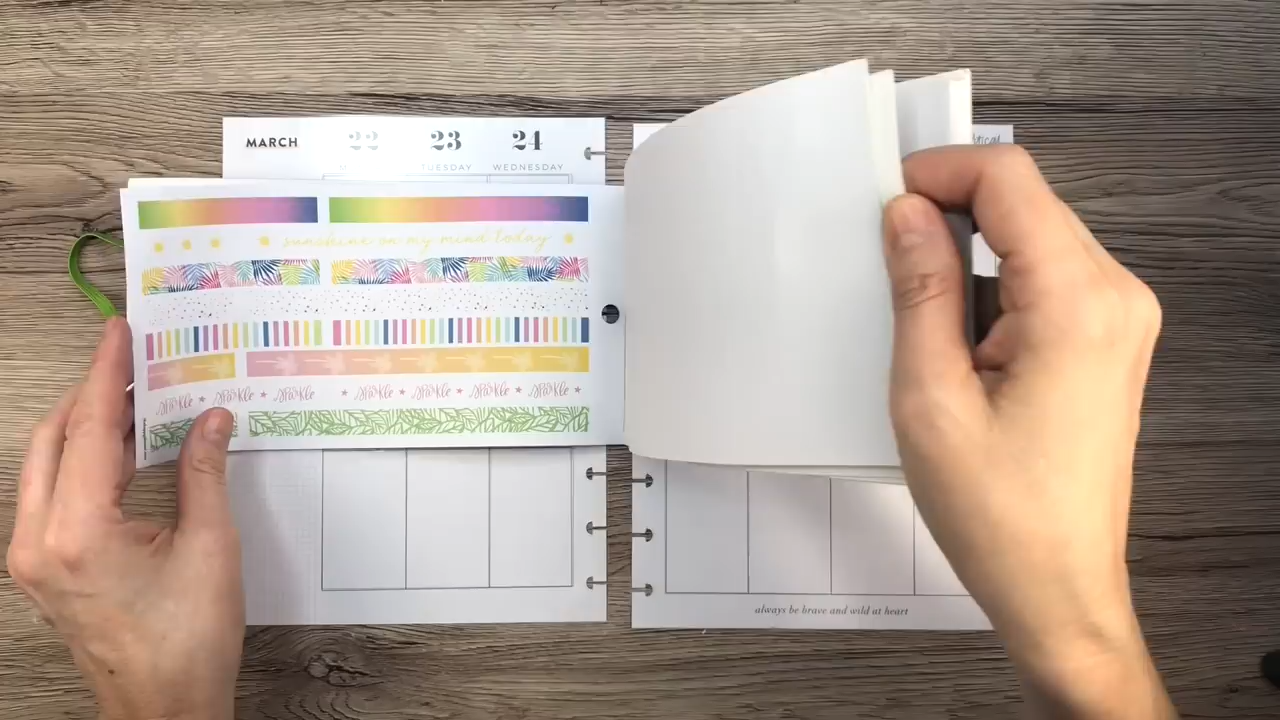 MARCH 22 23 24
TUESDAY WEDNESDAY
sunshine on my mind today
sparkle sparkle sparkle sparkle sparkle sparkle sparkle
always be brave and wild at heart